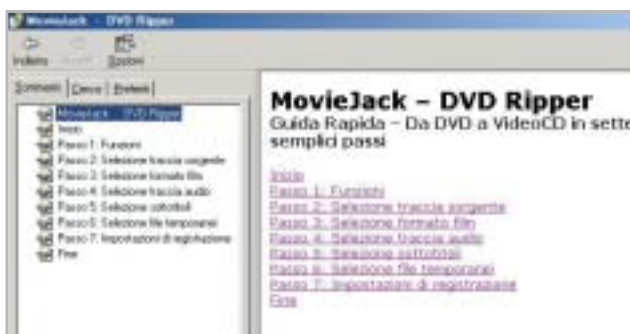 MovieJack - DVD Ripper
Indietro Avanti Opzioni
Sommario Cerca Preferiti
MovieJack - DVD Ripper
Inizio
Passo 1: Funzioni
Passo 2: Selezione traccia sorgente
Passo 3: Selezione formato film
Passo 4: Selezione traccia audio
Passo 5: Selezione sottotitoli
Passo 6: Selezione file temporanei
Passo 7: Impostazioni di registrazione
Fine
MovieJack – DVD Ripper
Guida Rapida – Da DVD a VideoCD in sette
semplici passi
Inizio
Passo 1: Funzioni
Passo 2: Selezione traccia sorgente
Passo 3: Selezione formato film
Passo 4: Selezione traccia audio
Passo 5: Selezione sottotitoli
Passo 6: Selezione file temporanei
Passo 7: Impostazioni di registrazione
Fine